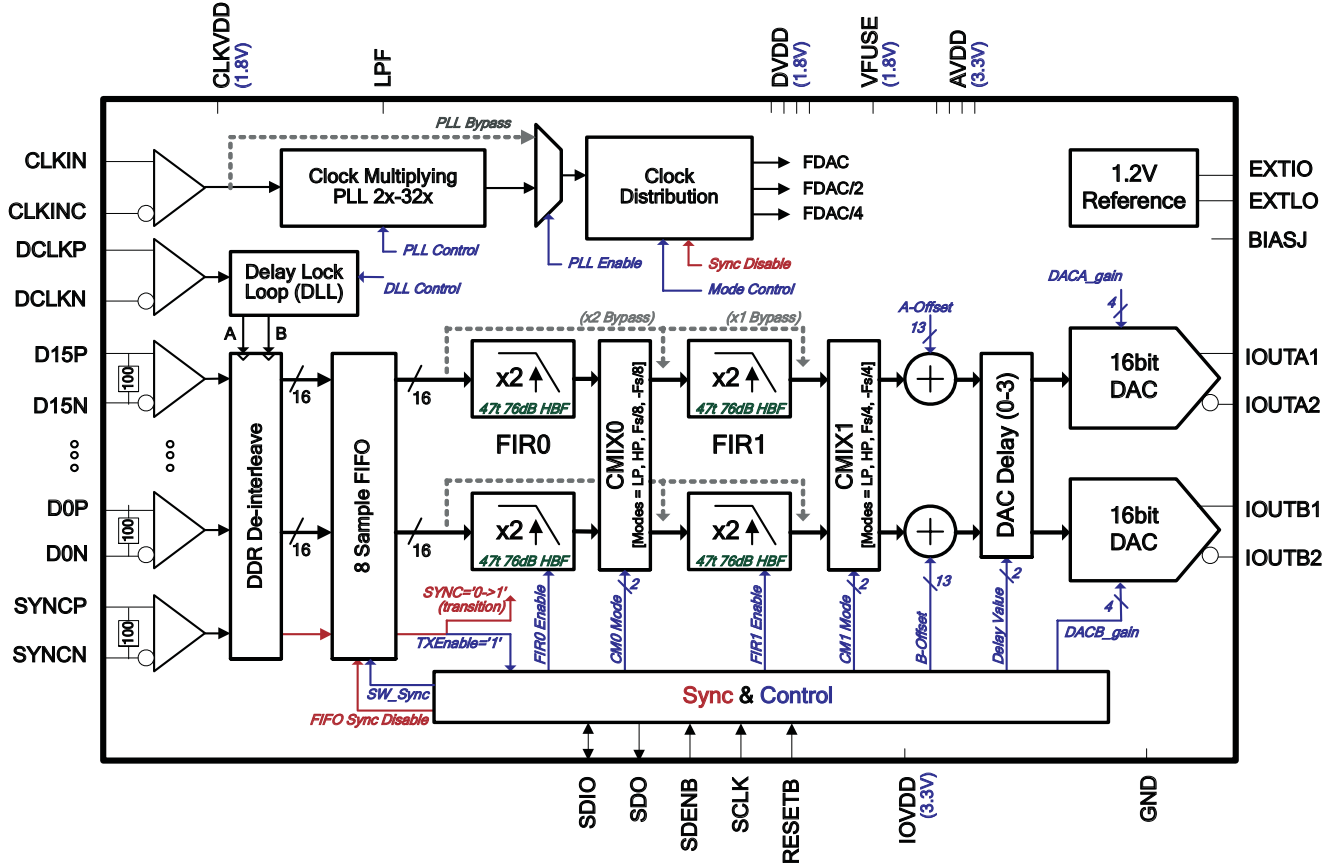 CLKVDD
(1.8V)
LPF
DVDD
(1.8V)
VFUSE
(1.8V)
AVDD
(3.3V)
PLL Bypass
CLKIN
CLKINC
Clock Multiplying
PLL 2x-32x
Clock
Distribution
FDAC
FDAC/2
FDAC/4
1.2V
Reference
EXTIO
EXTLO
BIASJ
PLL Control
PLL Enable
Sync Disable
Mode Control
DCLKP
DCLKN
Delay Lock
Loop (DLL)
DLL Control
A
B
DACA_gain
4
A-Offset
13
(x2 Bypass)
(x1 Bypass)
D15P
100
D15N
DDR De-interleave
16
8 Sample FIFO
16
x2
47t 76dB HBF
FIR0
CMIX0
[Modes = LP, HP, Fs/8, -Fs/8]
x2
47t 76dB HBF
FIR1
CMIX1
[Modes = LP, HP, Fs/4, -Fs/4]
DAC Delay (0-3)
16bit
DAC
IOUTA1
IOUTA2
D0P
100
D0N
16
16
x2
47t 76dB HBF
x2
47t 76dB HBF
16bit
DAC
IOUTB1
IOUTB2
SYNCP
100
SYNCN
SYNC='0->1'
(transition)
TXEnable='1'
FIR0 Enable
CM0 Mode
2
FIR1 Enable
CM1 Mode
2
B-Offset
13
Delay Value
2
DACB_gain
4
SW_Sync
FIFO Sync Disable
Sync & Control
SDIO
SDO
SDENB
SCLK
RESETB
IOVDD
(3.3V)
GND